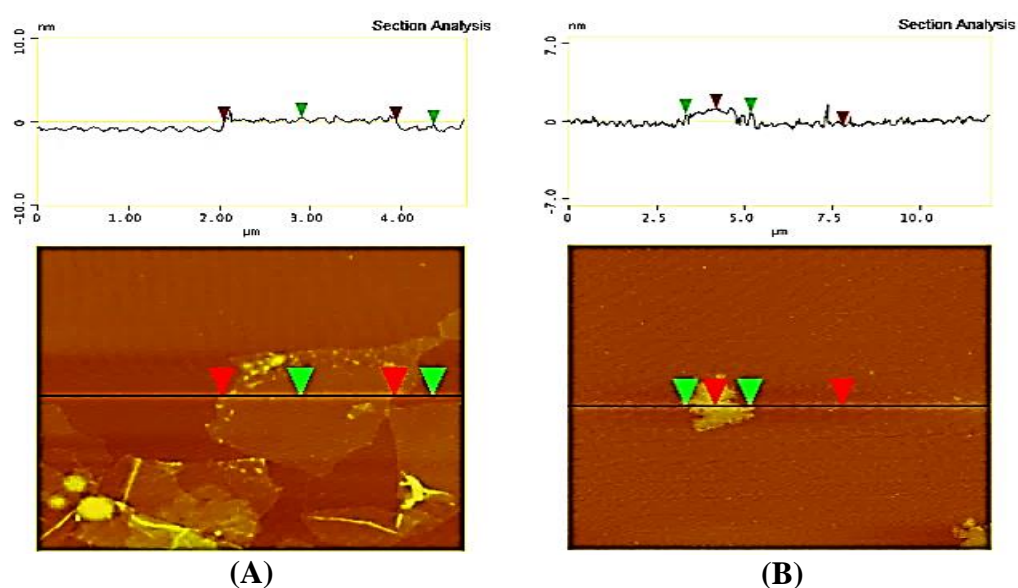 nm Section Analysis
10.0
0
-10.0
0 1.00 2.00 3.00 4.00
µm
(A)
nm Section Analysis
7.0
0
-7.0
0 2.5 5.0 7.5 10.0
µm
(B)